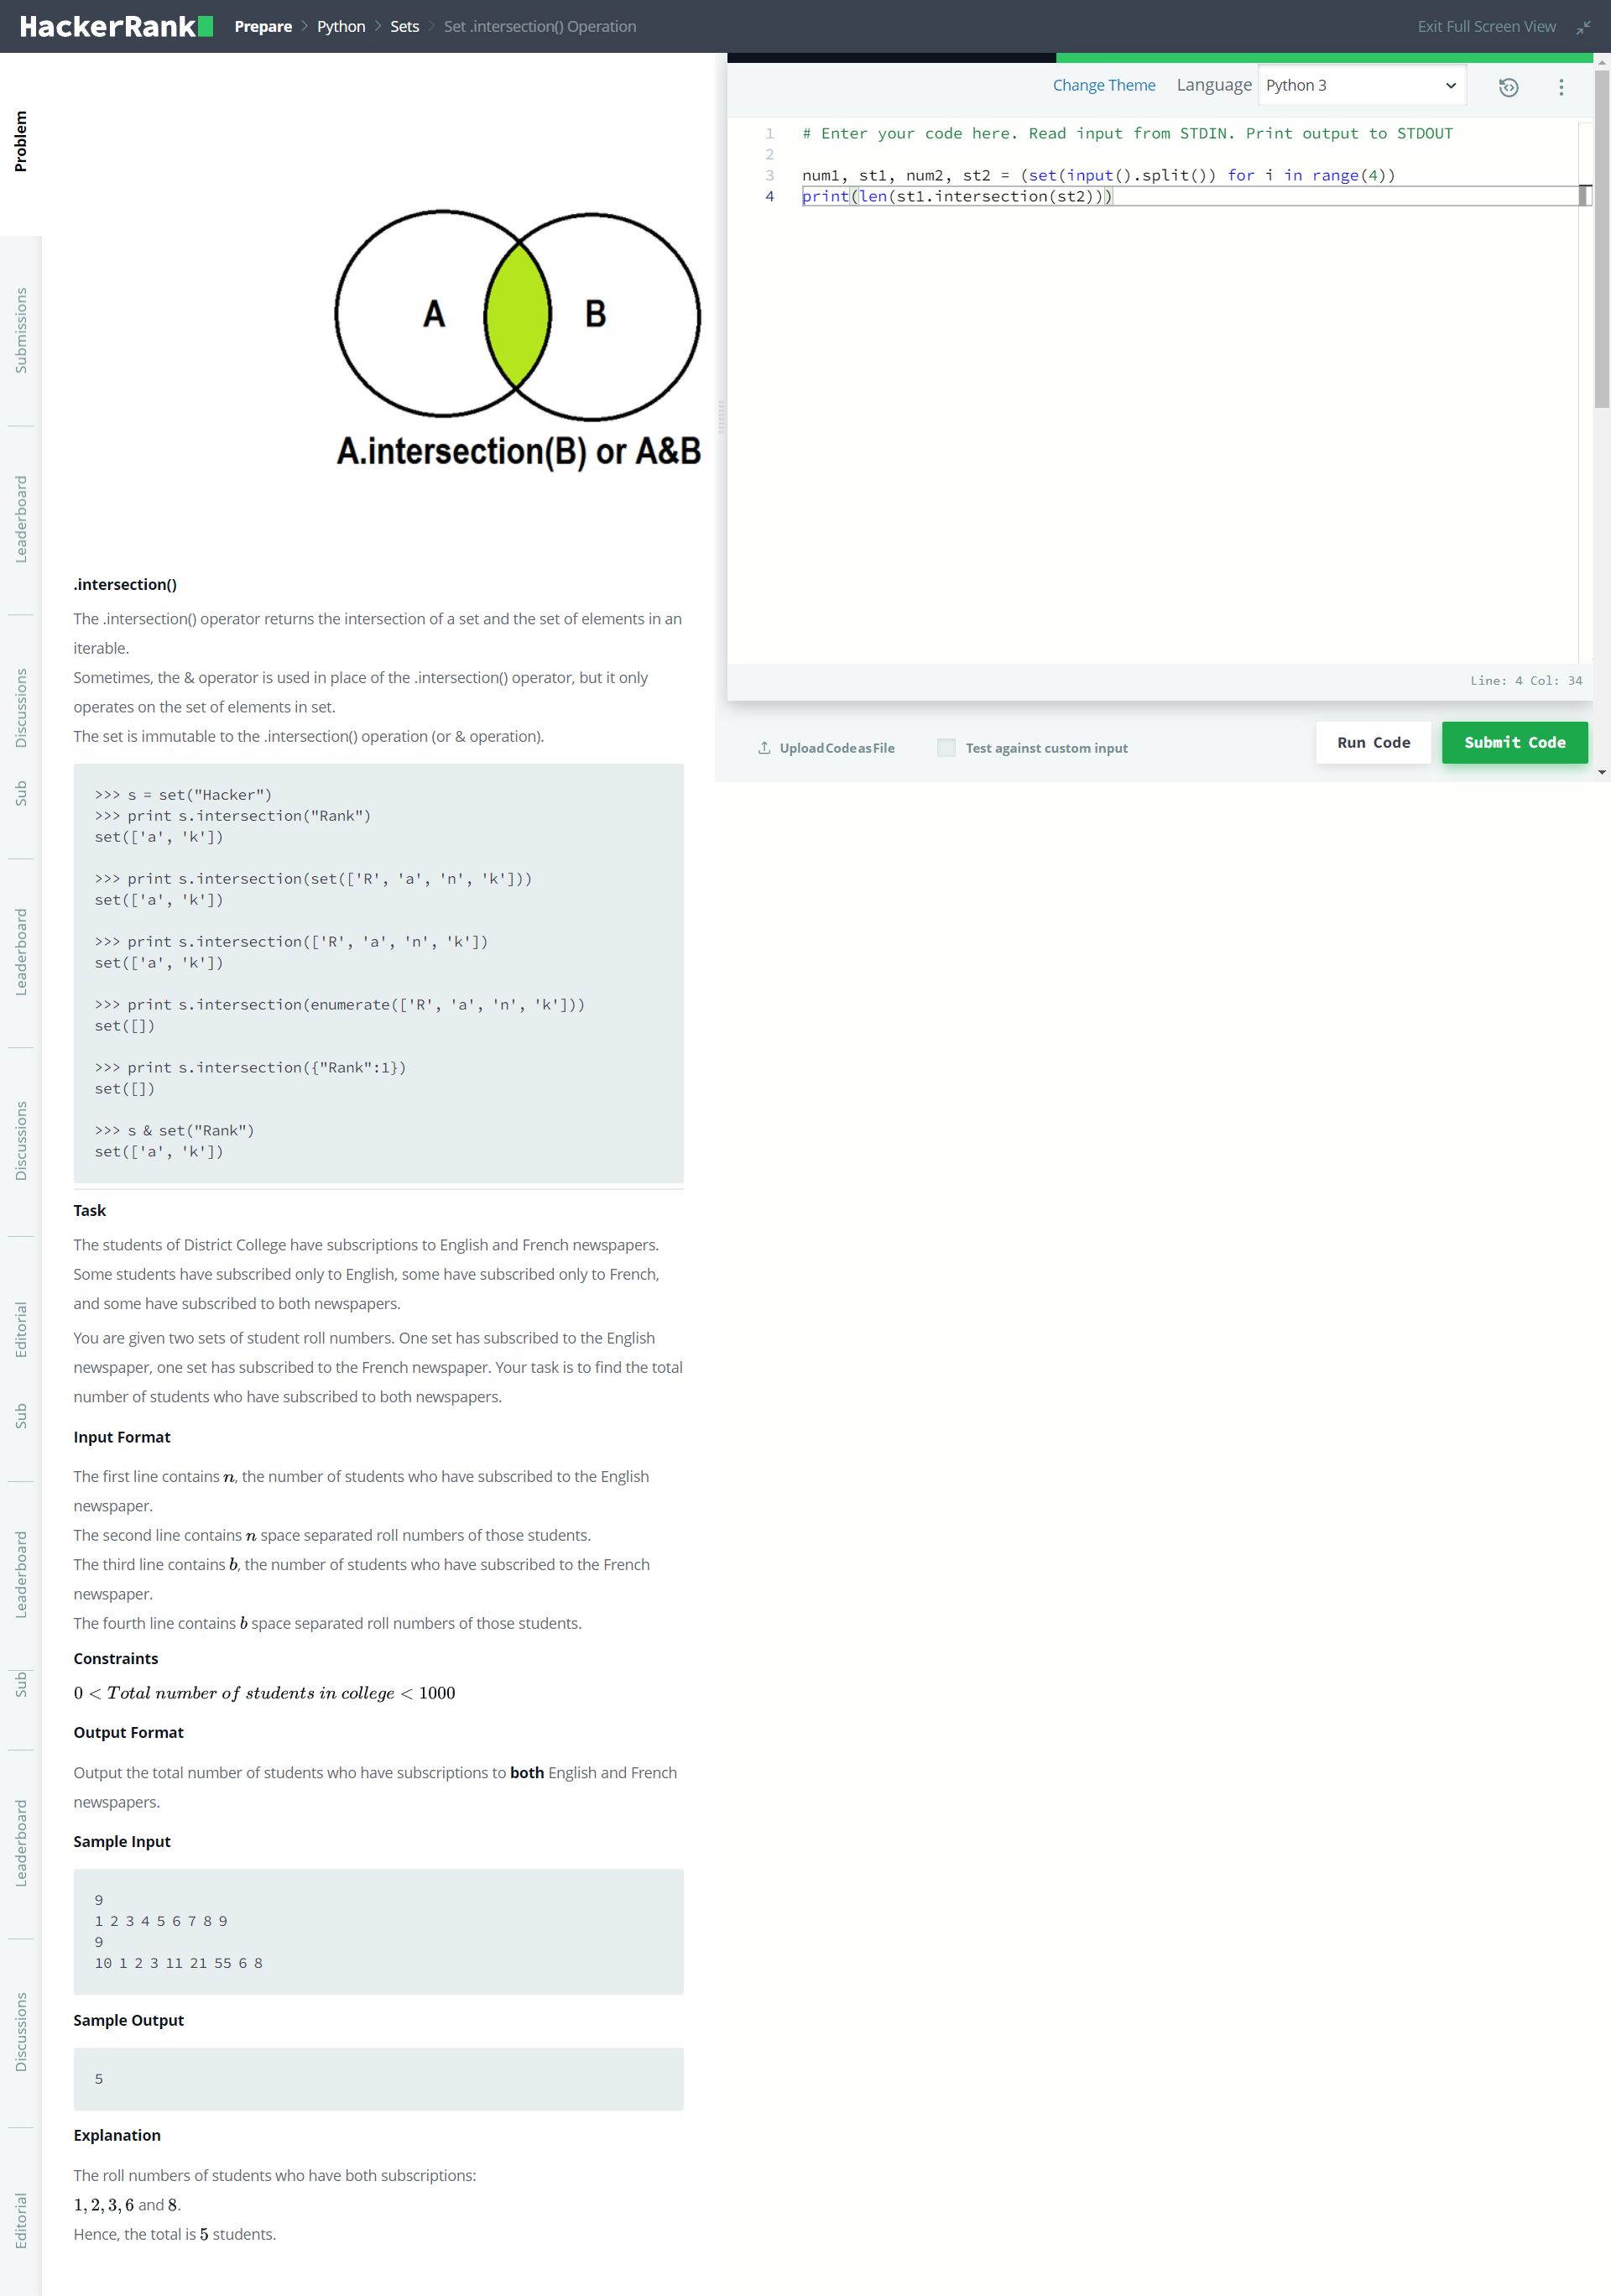 HackerRank
Prepare > Python > Sets > Set .intersection() Operation
Exit Full Screen View
Problem
Submissions
Leaderboard
Discussions
Sub
Leaderboard
Discussions
Editorial
Sub
Leaderboard
Sub
Leaderboard
Discussions
Editorial
A
B
A.intersection(B) or A&B
.intersection()
The .intersection() operator returns the intersection of a set and the set of elements in an
iterable.
Sometimes, the & operator is used in place of the .intersection() operator, but it only
operates on the set of elements in set.
The set is immutable to the .intersection() operation (or & operation).
>>> s = set("Hacker")
>>> print s.intersection("Rank")
set(['a', 'k'])
>>> print s.intersection(set(['R', 'a', 'n', 'k']))
set(['a', 'k'])
>>> print s.intersection(['R', 'a', 'n', 'k'])
set(['a', 'k'])
>>> print s.intersection(enumerate(['R', 'a', 'n', 'k']))
set([])
>>> print s.intersection({"Rank":1})
set([])
>>> s & set("Rank")
set(['a', 'k'])
Task
The students of District College have subscriptions to English and French newspapers.
Some students have subscribed only to English, some have subscribed only to French,
and some have subscribed to both newspapers.
You are given two sets of student roll numbers. One set has subscribed to the English
newspaper, one set has subscribed to the French newspaper. Your task is to find the total
number of students who have subscribed to both newspapers.
Input Format
The first line contains n, the number of students who have subscribed to the English
newspaper.
The second line contains n space separated roll numbers of those students.
The third line contains b, the number of students who have subscribed to the French
newspaper.
The fourth line contains b space separated roll numbers of those students.
Constraints
0 < Total number of students in college < 1000
Output Format
Output the total number of students who have subscriptions to both English and French
newspapers.
Sample Input
9
1 2 3 4 5 6 7 8 9
9
10 1 2 3 11 21 55 6 8
Sample Output
5
Explanation
The roll numbers of students who have both subscriptions:
1, 2, 3, 6 and 8.
Hence, the total is 5 students.
Change Theme
Language
Python 3
1 # Enter your code here. Read input from STDIN. Print output to STDOUT
2
3 num1, st1, num2, st2 = (set(input().split()) for i in range(4))
4 print(len(st1.intersection(st2)))
Line: 4 Col: 34
Upload Code as File
Test against custom input
Run Code
Submit Code